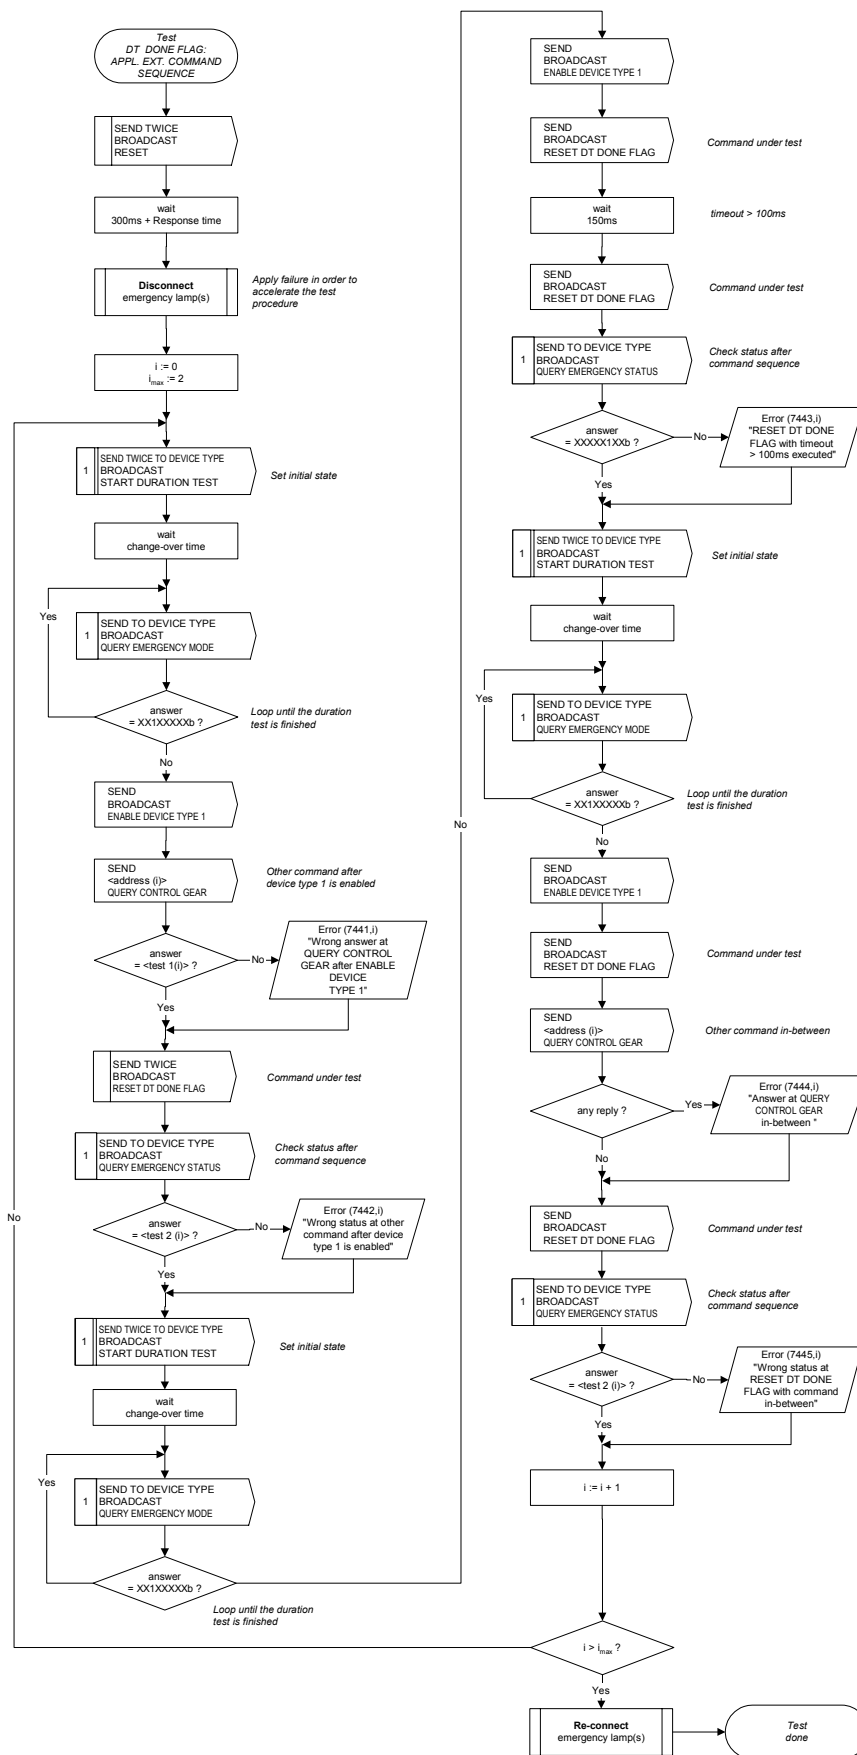 Test
DT DONE FLAG:
APPL. EXT. COMMAND
SEQUENCE
SEND TWICE
BROADCAST
RESET
wait
300ms + Response time
Disconnect
emergency lamp(s)
Apply failure in order to
accelerate the test
procedure
i := 0
imax := 2
1
SEND TWICE TO DEVICE TYPE
BROADCAST
START DURATION TEST
Set initial state
wait
change-over time
Yes
1
SEND TO DEVICE TYPE
BROADCAST
QUERY EMERGENCY MODE
answer
= XX1XXXXXb ?
Loop until the duration
test is finished
No
SEND
BROADCAST
ENABLE DEVICE TYPE 1
SEND
<address (i)>
QUERY CONTROL GEAR
Other command after
device type 1 is enabled
answer
= <test 1(i)> ?
No
Error (7441,i)
"Wrong answer at
QUERY CONTROL
GEAR after ENABLE
DEVICE
TYPE 1"
Yes
SEND TWICE
BROADCAST
RESET DT DONE FLAG
Command under test
1
SEND TO DEVICE TYPE
BROADCAST
QUERY EMERGENCY STATUS
Check status after
command sequence
No
answer
= <test 2 (i)> ?
No
Error (7442,i)
"Wrong status at other
command after device
type 1 is enabled"
Yes
1
SEND TWICE TO DEVICE TYPE
BROADCAST
START DURATION TEST
Set initial state
wait
change-over time
Yes
1
SEND TO DEVICE TYPE
BROADCAST
QUERY EMERGENCY MODE
answer
= XX1XXXXXb ?
Loop until the duration
test is finished
No
SEND
BROADCAST
ENABLE DEVICE TYPE 1
SEND
BROADCAST
RESET DT DONE FLAG
Command under test
wait
150ms
timeout > 100ms
SEND
BROADCAST
RESET DT DONE FLAG
Command under test
1
SEND TO DEVICE TYPE
BROADCAST
QUERY EMERGENCY STATUS
Check status after
command sequence
answer
= XXXXX1XXb ?
No
Error (7443,i)
"RESET DT DONE
FLAG with timeout
> 100ms executed"
Yes
1
SEND TWICE TO DEVICE TYPE
BROADCAST
START DURATION TEST
Set initial state
wait
change-over time
Yes
1
SEND TO DEVICE TYPE
BROADCAST
QUERY EMERGENCY MODE
answer
= XX1XXXXXb ?
Loop until the duration
test is finished
No
SEND
BROADCAST
ENABLE DEVICE TYPE 1
SEND
BROADCAST
RESET DT DONE FLAG
Command under test
SEND
<address (i)>
QUERY CONTROL GEAR
Other command in-between
any reply ?
Yes
Error (7444,i)
"Answer at QUERY
CONTROL GEAR
in-between "
No
SEND
BROADCAST
RESET DT DONE FLAG
Command under test
1
SEND TO DEVICE TYPE
BROADCAST
QUERY EMERGENCY STATUS
Check status after
command sequence
answer
= <test 2 (i)> ?
No
Error (7445,i)
"Wrong status at
RESET DT DONE
FLAG with command
in-between"
Yes
i := i + 1
i > imax ?
Yes
Re-connect
emergency lamp(s)
Test
done